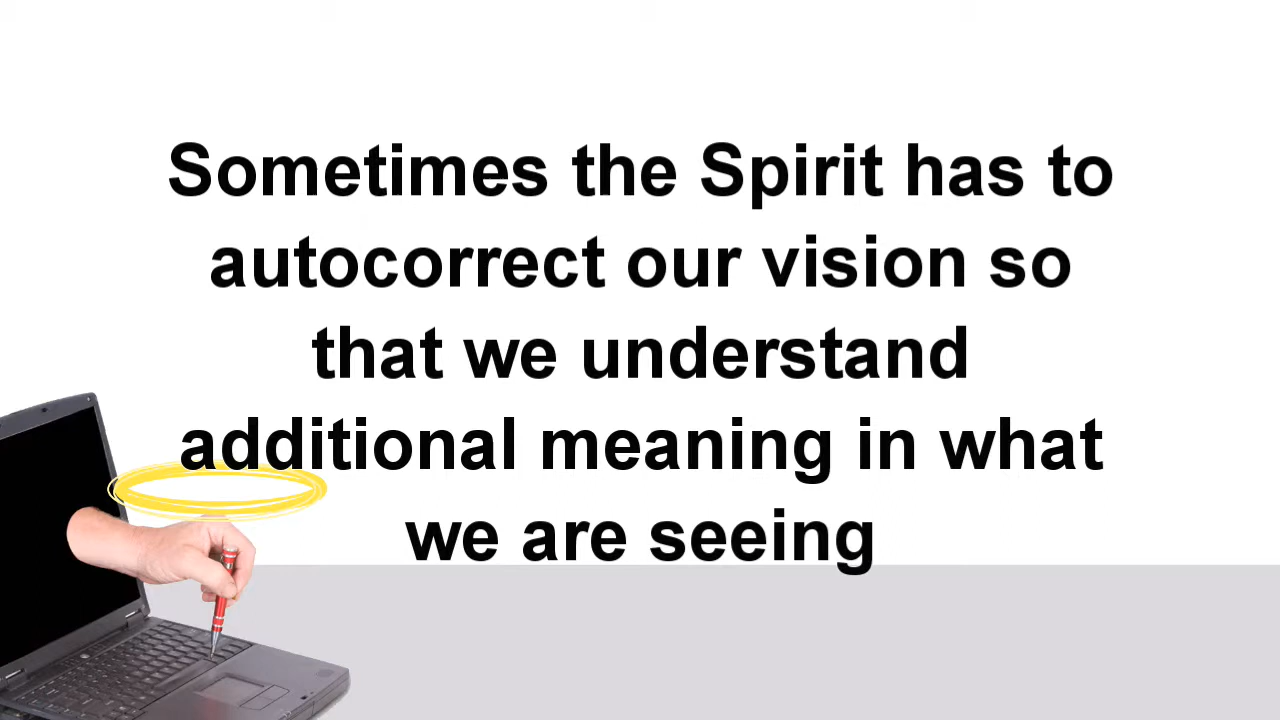 Sometimes the Spirit has to
autocorrect our vision so
that we understand
additional meaning in what
we are seeing